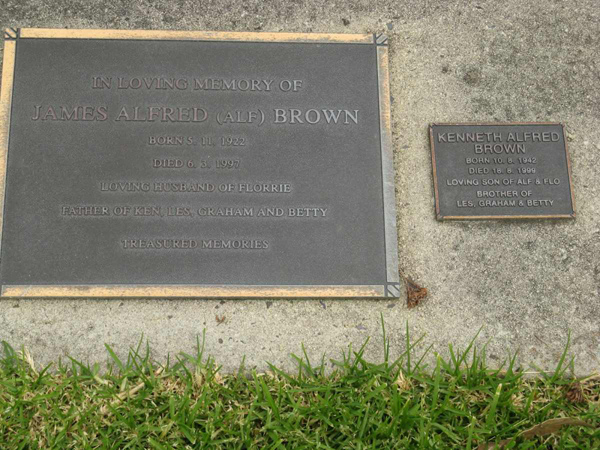 IN LOVING MEMORY OF
JAMES ALFRED (ALF) BROWN
BORN 5. 11. 1922
DIED 6. 3. 1997
LOVING HUSBAND OF FLORRIE
FATHER OF KEN, LES, GRAHAM AND BETTY
TREASURED MEMORIES
KENNETH ALFRED
BROWN
BORN 10. 8. 1942
DIED 18. 8. 1999
LOVING SON OF ALF & FLO
BROTHER OF
LES, GRAHAM & BETTY